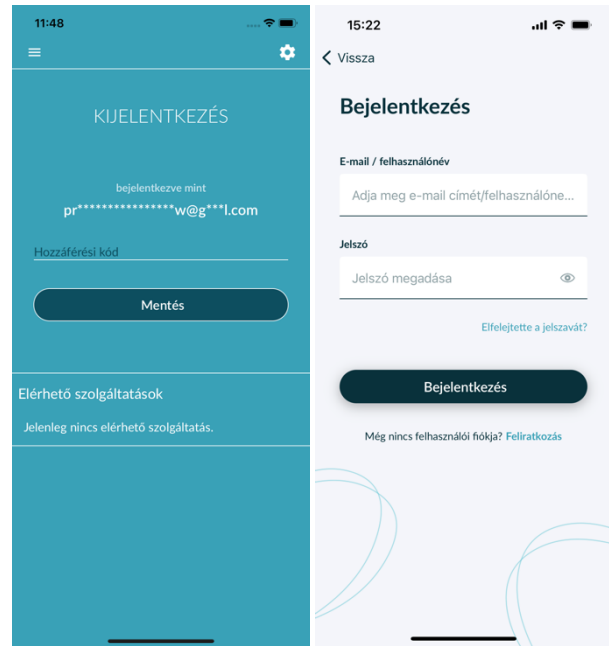 11:48
KIJELENTKEZÉS
bejelentkezve mint
pr****************w@g***l.com
Hozzáférési kód
Mentés
Elérhető szolgáltatások
Jelenleg nincs elérhető szolgáltatás.
15:22
Vissza
Bejelentkezés
E-mail / felhasználónév
Adja meg e-mail címét/felhasználóne...
Jelszó
Jelszó megadása
Elfelejtette a jelszavát?
Bejelentkezés
Még nincs felhasználói fiókja? Feliratkozás